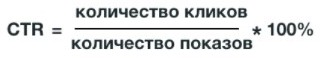 количество кликов
CTR = * 100%
количество показов